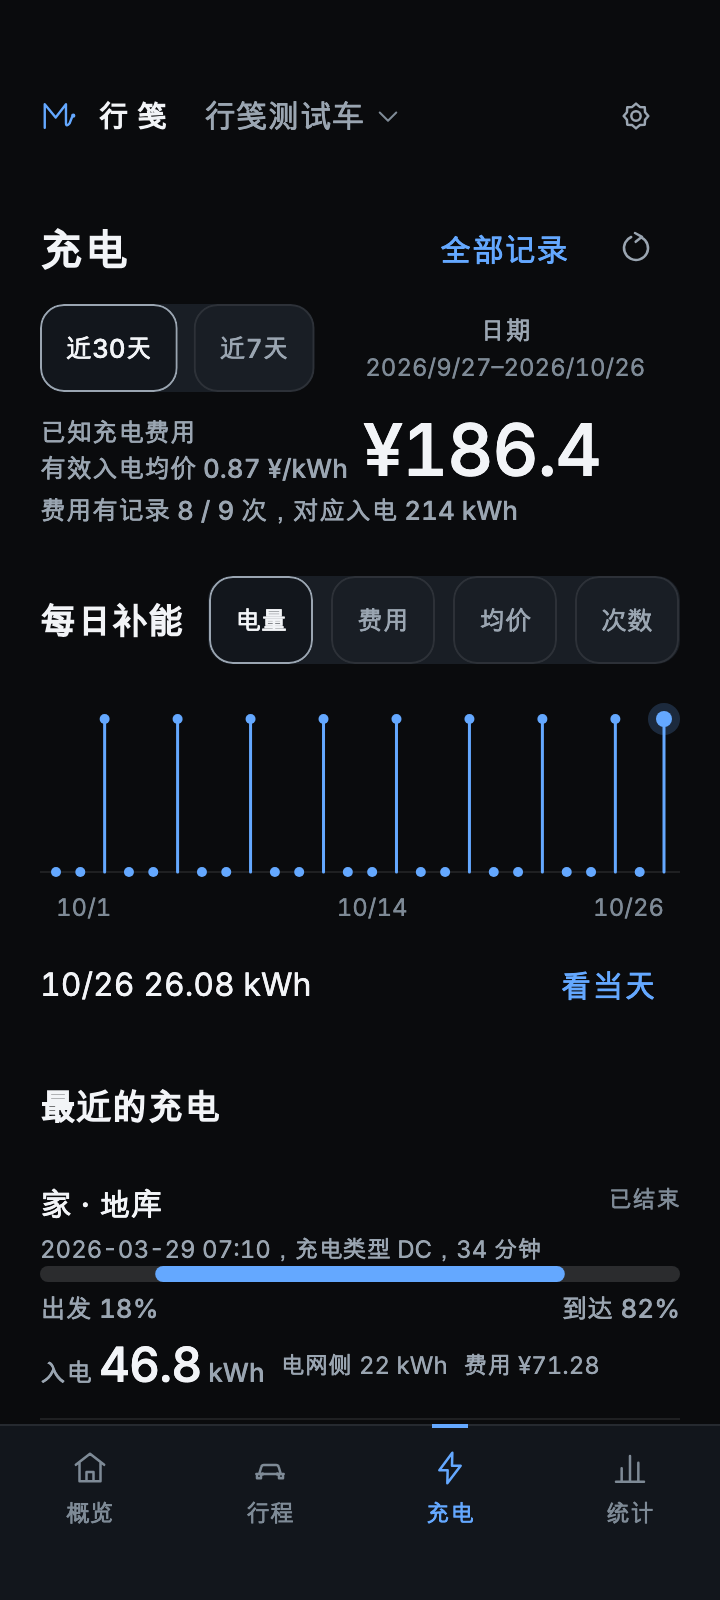 行笺 行笺测试车
充电 全部记录
近30天 近7天
日期
2026/9/27–2026/10/26
已知充电费用
有效入电均价 0.87 ¥/kWh ¥186.4
费用有记录 8 / 9 次，对应入电 214 kWh
每日补能 电量 费用 均价 次数
10/1 10/14 10/26
10/26 26.08 kWh 看当天
最近的充电
家 · 地库 已结束
2026-03-29 07:10，充电类型 DC，34 分钟
出发 18% 到达 82%
入电 46.8 kWh 电网侧 22 kWh 费用 ¥71.28
概览 行程 充电 统计